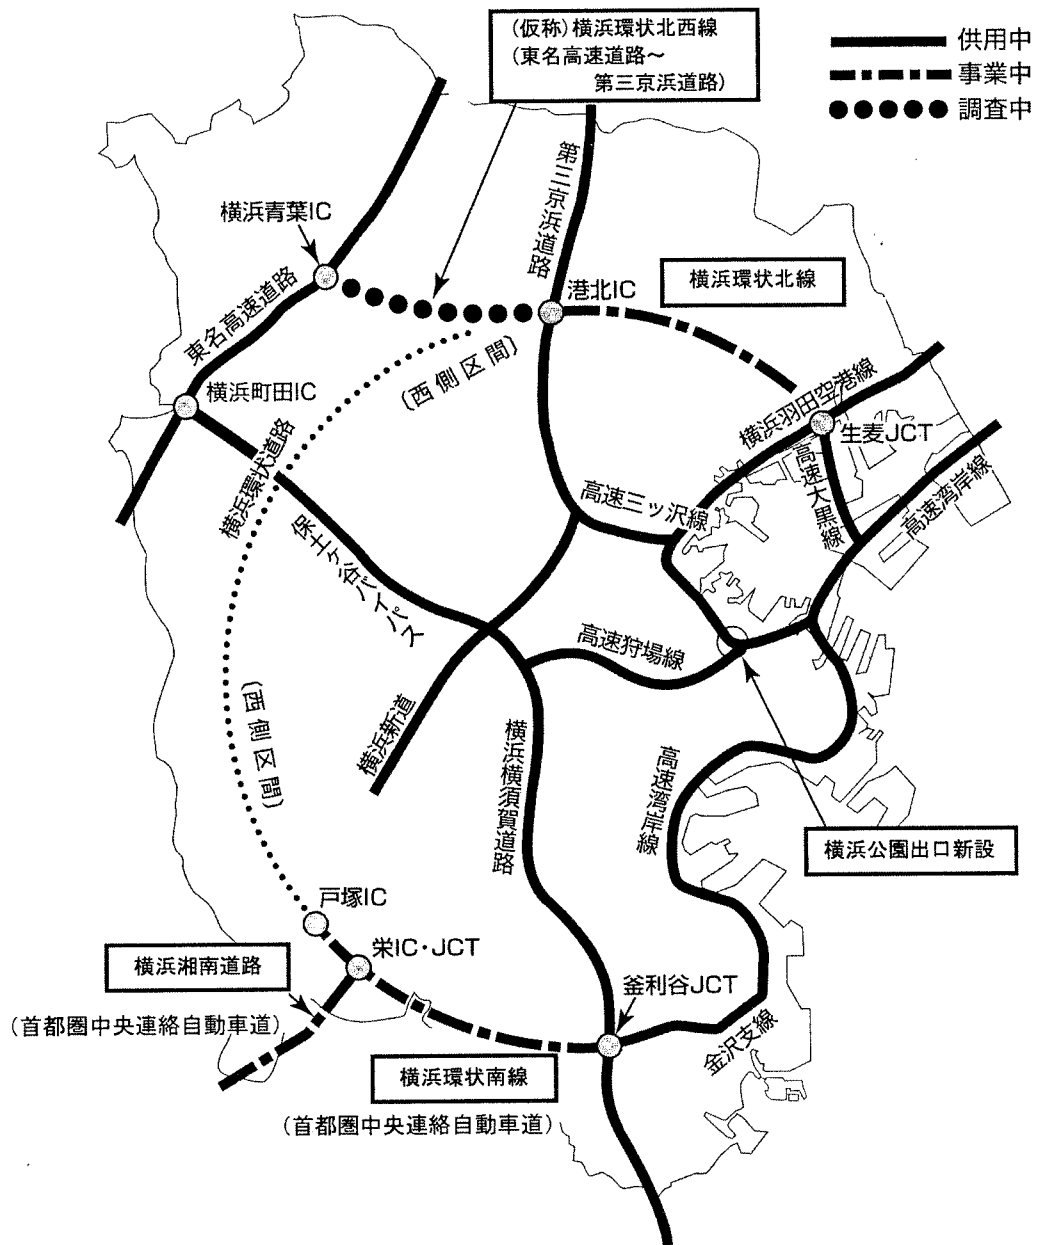 (仮称)横浜環状北西線
(東名高速道路〜
第三京浜道路)
供用中
事業中
調査中
第三京浜道路
横浜青葉IC
横浜環状北線
港北IC
東名高速道路
(西側区間)
横浜町田IC
横浜羽田空港線
生麦JCT
横浜環状道路
高速三ッ沢線
高速大黒線
高速湾岸線
保土ヶ谷バイパス
高速狩場線
(西側区間)
横浜新道
横浜横須賀道路
高速湾岸線
横浜公園出口新設
戸塚IC
栄IC・JCT
横浜湘南道路
(首都圏中央連絡自動車道)
釜利谷JCT
金沢支線
横浜環状南線
(首都圏中央連絡自動車道)